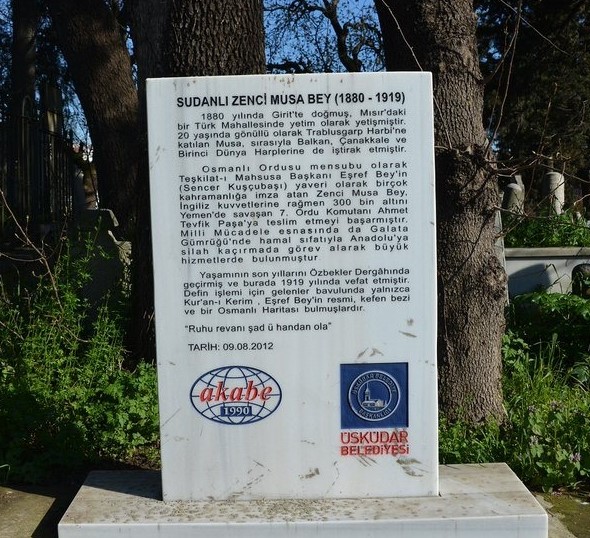 SUDANLI ZENCİ MUSA BEY (1880 - 1919)
1880 yılında Girit'te doğmuş, Mısır'daki
bir Türk Mahallesinde yetim olarak yetişmiştir.
20 yaşında gönüllü olarak Trablusgarp Harbi'ne
katılan Musa, sırasıyla Balkan, Çanakkale ve
Birinci Dünya Harplerine de iştirak etmiştir.
Osmanlı Ordusu mensubu olarak
Teşkilat-ı Mahsusa Başkanı Eşref Bey'in
(Sencer Kuşçubaşı) yaveri olarak birçok
kahramanlığa imza atan Zenci Musa Bey,
İngiliz kuvvetlerine rağmen 300 bin altını
Yemen'de savaşan 7. Ordu Komutanı Ahmet
Tevfik Paşa'ya teslim etmeyi başarmıştır.
Milli Mücadele esnasında da Galata
Gümrüğü'nde hamal sıfatıyla Anadolu'ya
silah kaçırmada görev alarak büyük
hizmetlerde bulunmuştur
Yaşamının son yıllarını Özbekler Dergâhında
geçirmiş ve burada 1919 yılında vefat etmiştir.
Defin işlemi için gelenler bavulunda yalnızca
Kur'an-ı Kerim , Eşref Bey'in resmi, kefen bezi
ve bir Osmanlı Haritası bulmuşlardır.
"Ruhu revanı şad ü handan ola"
TARİH: 09.08.2012
akabe
1990
ÜSKÜDAR
BELEDİYESİ